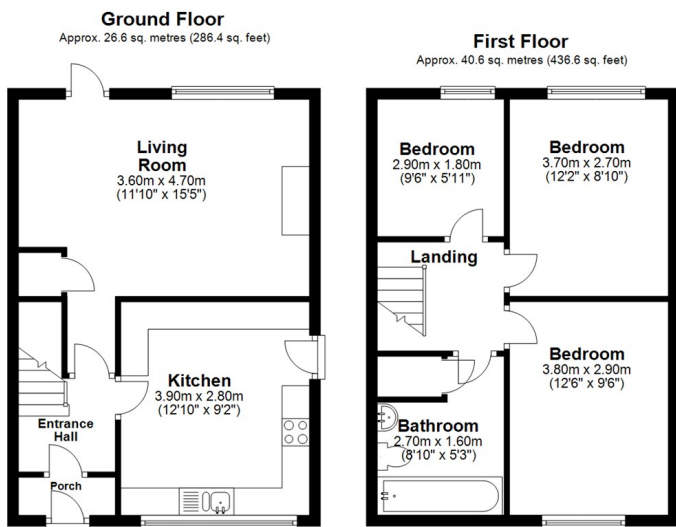 Ground Floor
Approx. 26.6 sq. metres (286.4 sq. feet)
Living
Room
3.60m x 4.70m
(11'10" x 15'5")
Kitchen
3.90m x 2.80m
(12'10" x 9'2")
Entrance
Hall
Porch
First Floor
Approx. 40.6 sq. metres (436.6 sq. feet)
Bedroom
2.90m x 1.80m
(9'6" x 5'11")
Bedroom
3.70m x 2.70m
(12'2" x 8'10")
Landing
Bedroom
3.80m x 2.90m
(12'6" x 9'6")
Bathroom
2.70m x 1.60m
(8'10" x 5'3")